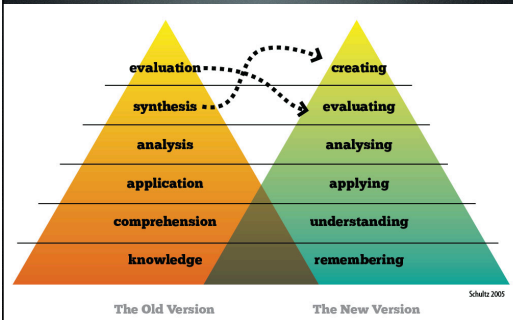 evaluation
creating
synthesis
evaluating
analysis
analysing
application
applying
comprehension
understanding
knowledge
remembering
Schultz 2005
The Old Version
The New Version